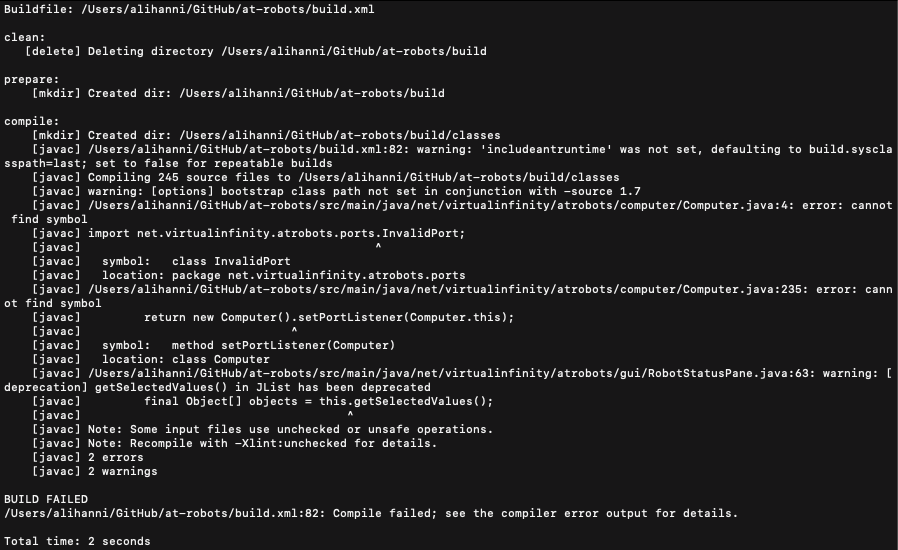 Buildfile: /Users/alihanni/GitHub/at-robots/build.xml
clean:
[delete] Deleting directory /Users/alihanni/GitHub/at-robots/build
prepare:
[mkdir] Created dir: /Users/alihanni/GitHub/at-robots/build
compile:
[mkdir] Created dir: /Users/alihanni/GitHub/at-robots/build/classes
[javac] /Users/alihanni/GitHub/at-robots/build.xml:82: warning: 'includeantruntime' was not set, defaulting to build.syscla
sspath=last; set to false for repeatable builds
[javac] Compiling 245 source files to /Users/alihanni/GitHub/at-robots/build/classes
[javac] warning: [options] bootstrap class path not set in conjunction with -source 1.7
[javac] /Users/alihanni/GitHub/at-robots/src/main/java/net/virtualinfinity/atrobots/computer/Computer.java:4: error: cannot
find symbol
[javac] import net.virtualinfinity.atrobots.ports.InvalidPort;
[javac] ^
[javac] symbol: class InvalidPort
[javac] location: package net.virtualinfinity.atrobots.ports
[javac] /Users/alihanni/GitHub/at-robots/src/main/java/net/virtualinfinity/atrobots/computer/Computer.java:235: error: cann
ot find symbol
[javac] return new Computer().setPortListener(Computer.this);
[javac] ^
[javac] symbol: method setPortListener(Computer)
[javac] location: class Computer
[javac] /Users/alihanni/GitHub/at-robots/src/main/java/net/virtualinfinity/atrobots/gui/RobotStatusPane.java:63: warning: [
deprecation] getSelectedValues() in JList has been deprecated
[javac] final Object[] objects = this.getSelectedValues();
[javac] ^
[javac] Note: Some input files use unchecked or unsafe operations.
[javac] Note: Recompile with -Xlint:unchecked for details.
[javac] 2 errors
[javac] 2 warnings
BUILD FAILED
/Users/alihanni/GitHub/at-robots/build.xml:82: Compile failed; see the compiler error output for details.
Total time: 2 seconds